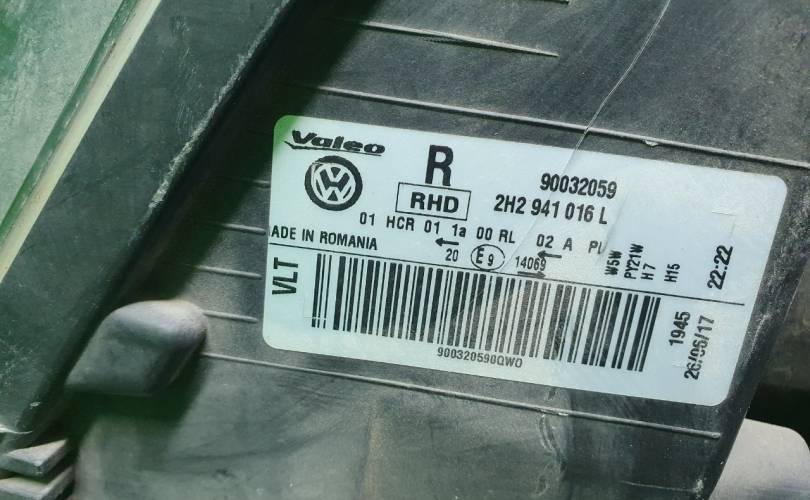 Valeo
R
RHD
90032059
2H2 941 016 L
01 HCR 01 1a 00 RL 02 A
ADE IN ROMANIA
20 E9 14069
W5W
PY21W
H7
H15
22:22
VLT
900320590QWO
1945
26/06/17